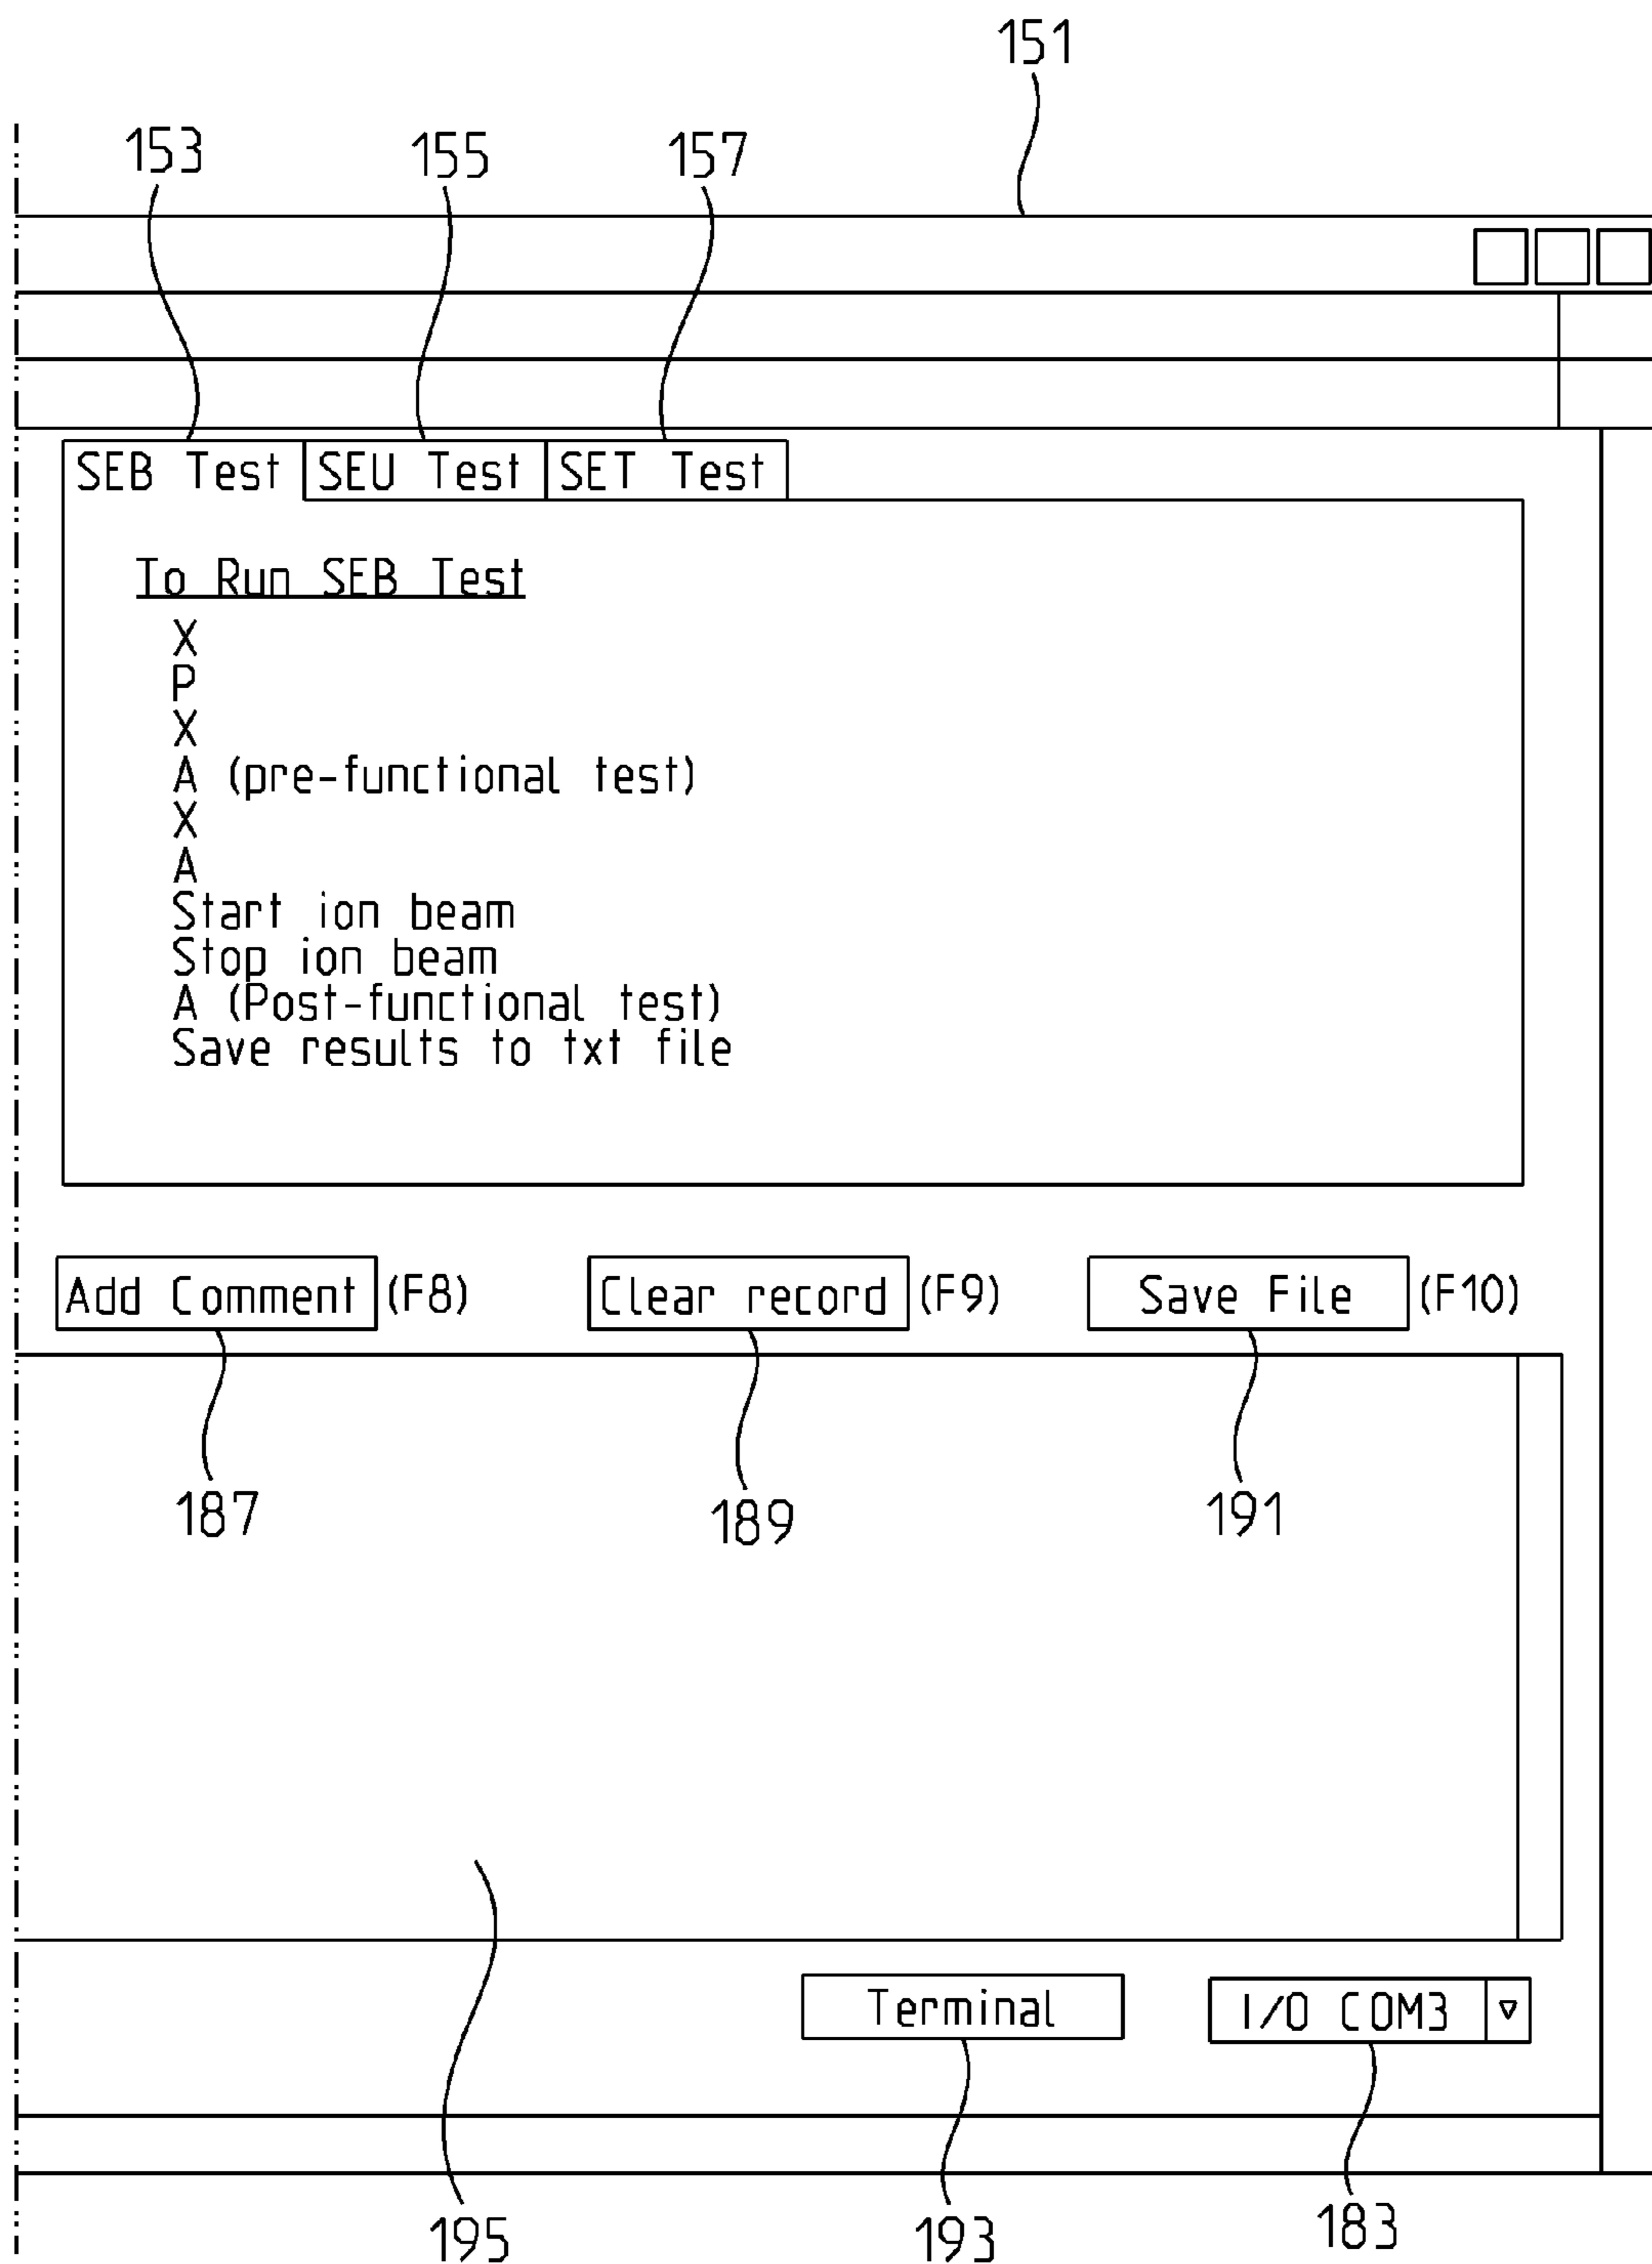 151
153 155 157
SEB Test SEU Test SET Test
To Run SEB Test
X
P
X
A (pre-functional test)
X
A
Start ion beam
Stop ion beam
A (Post-functional test)
Save results to txt file
Add Comment (F8) Clear record (F9) Save File (F10)
187 189 191
Terminal I/O COM3
195 193 183